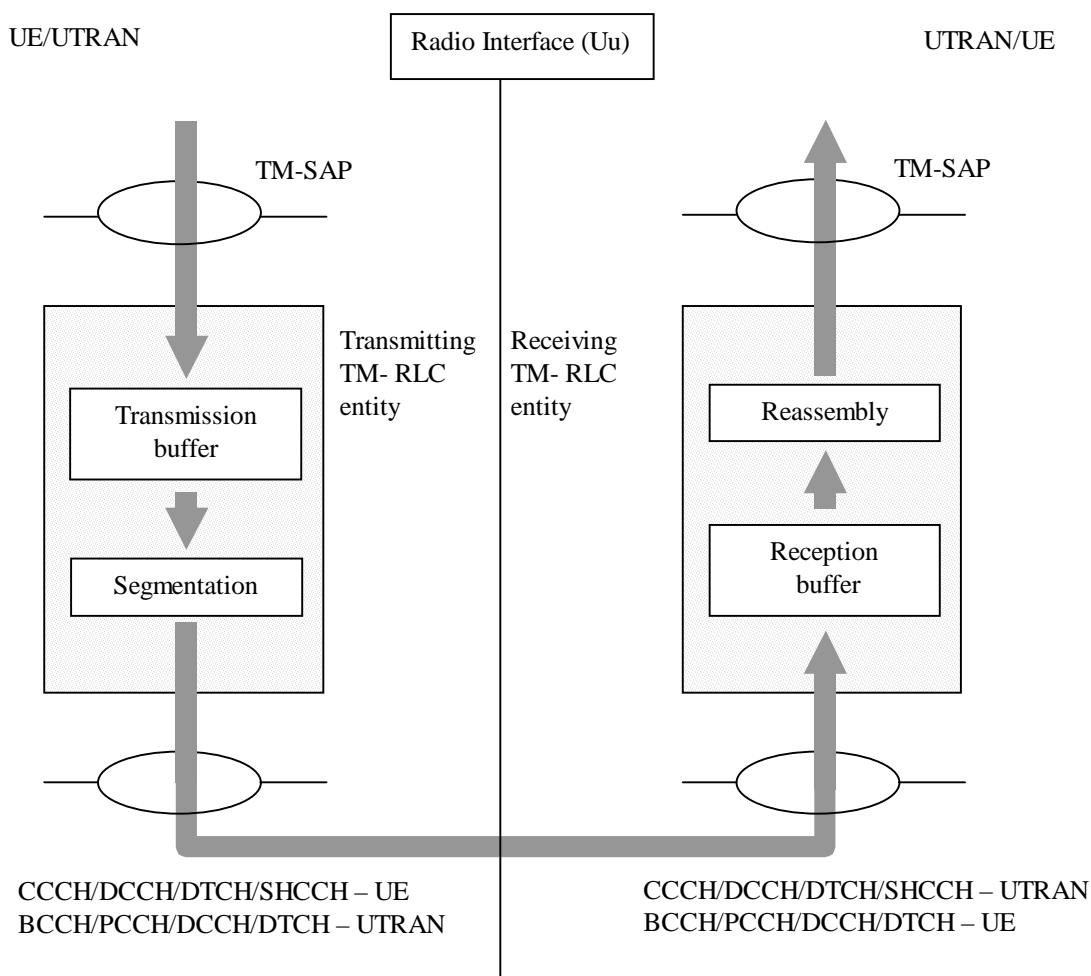 UE/UTRAN
Radio Interface (Uu)
UTRAN/UE
TM-SAP
TM-SAP
Transmitting
TM- RLC
entity
Receiving
TM- RLC
entity
Transmission
buffer
Segmentation
Reassembly
Reception
buffer
CCCH/DCCH/DTCH/SHCCH – UE
BCCH/PCCH/DCCH/DTCH – UTRAN
CCCH/DCCH/DTCH/SHCCH – UTRAN
BCCH/PCCH/DCCH/DTCH – UE